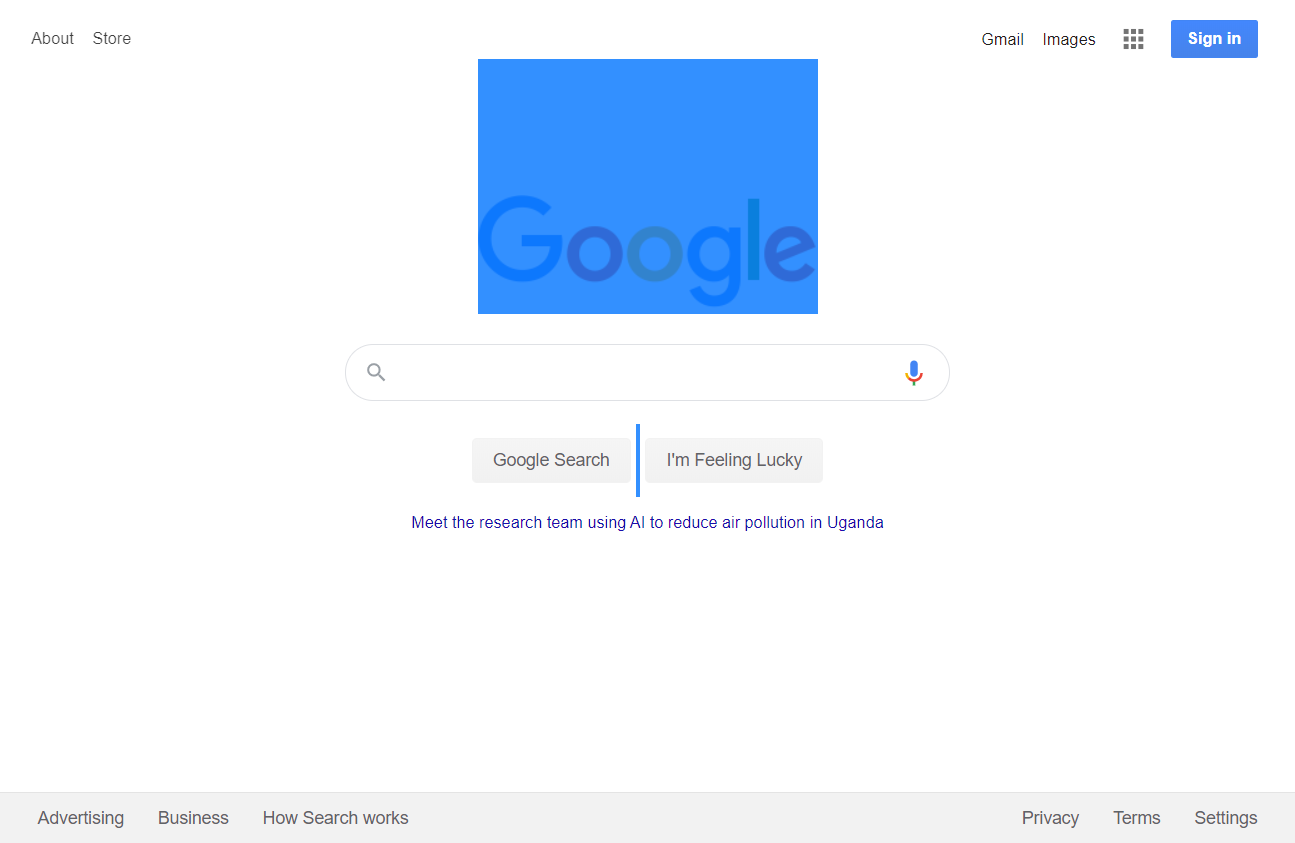 About Store Gmail Images Sign in
Google
Google Search I'm Feeling Lucky
Meet the research team using AI to reduce air pollution in Uganda
Advertising Business How Search works Privacy Terms Settings